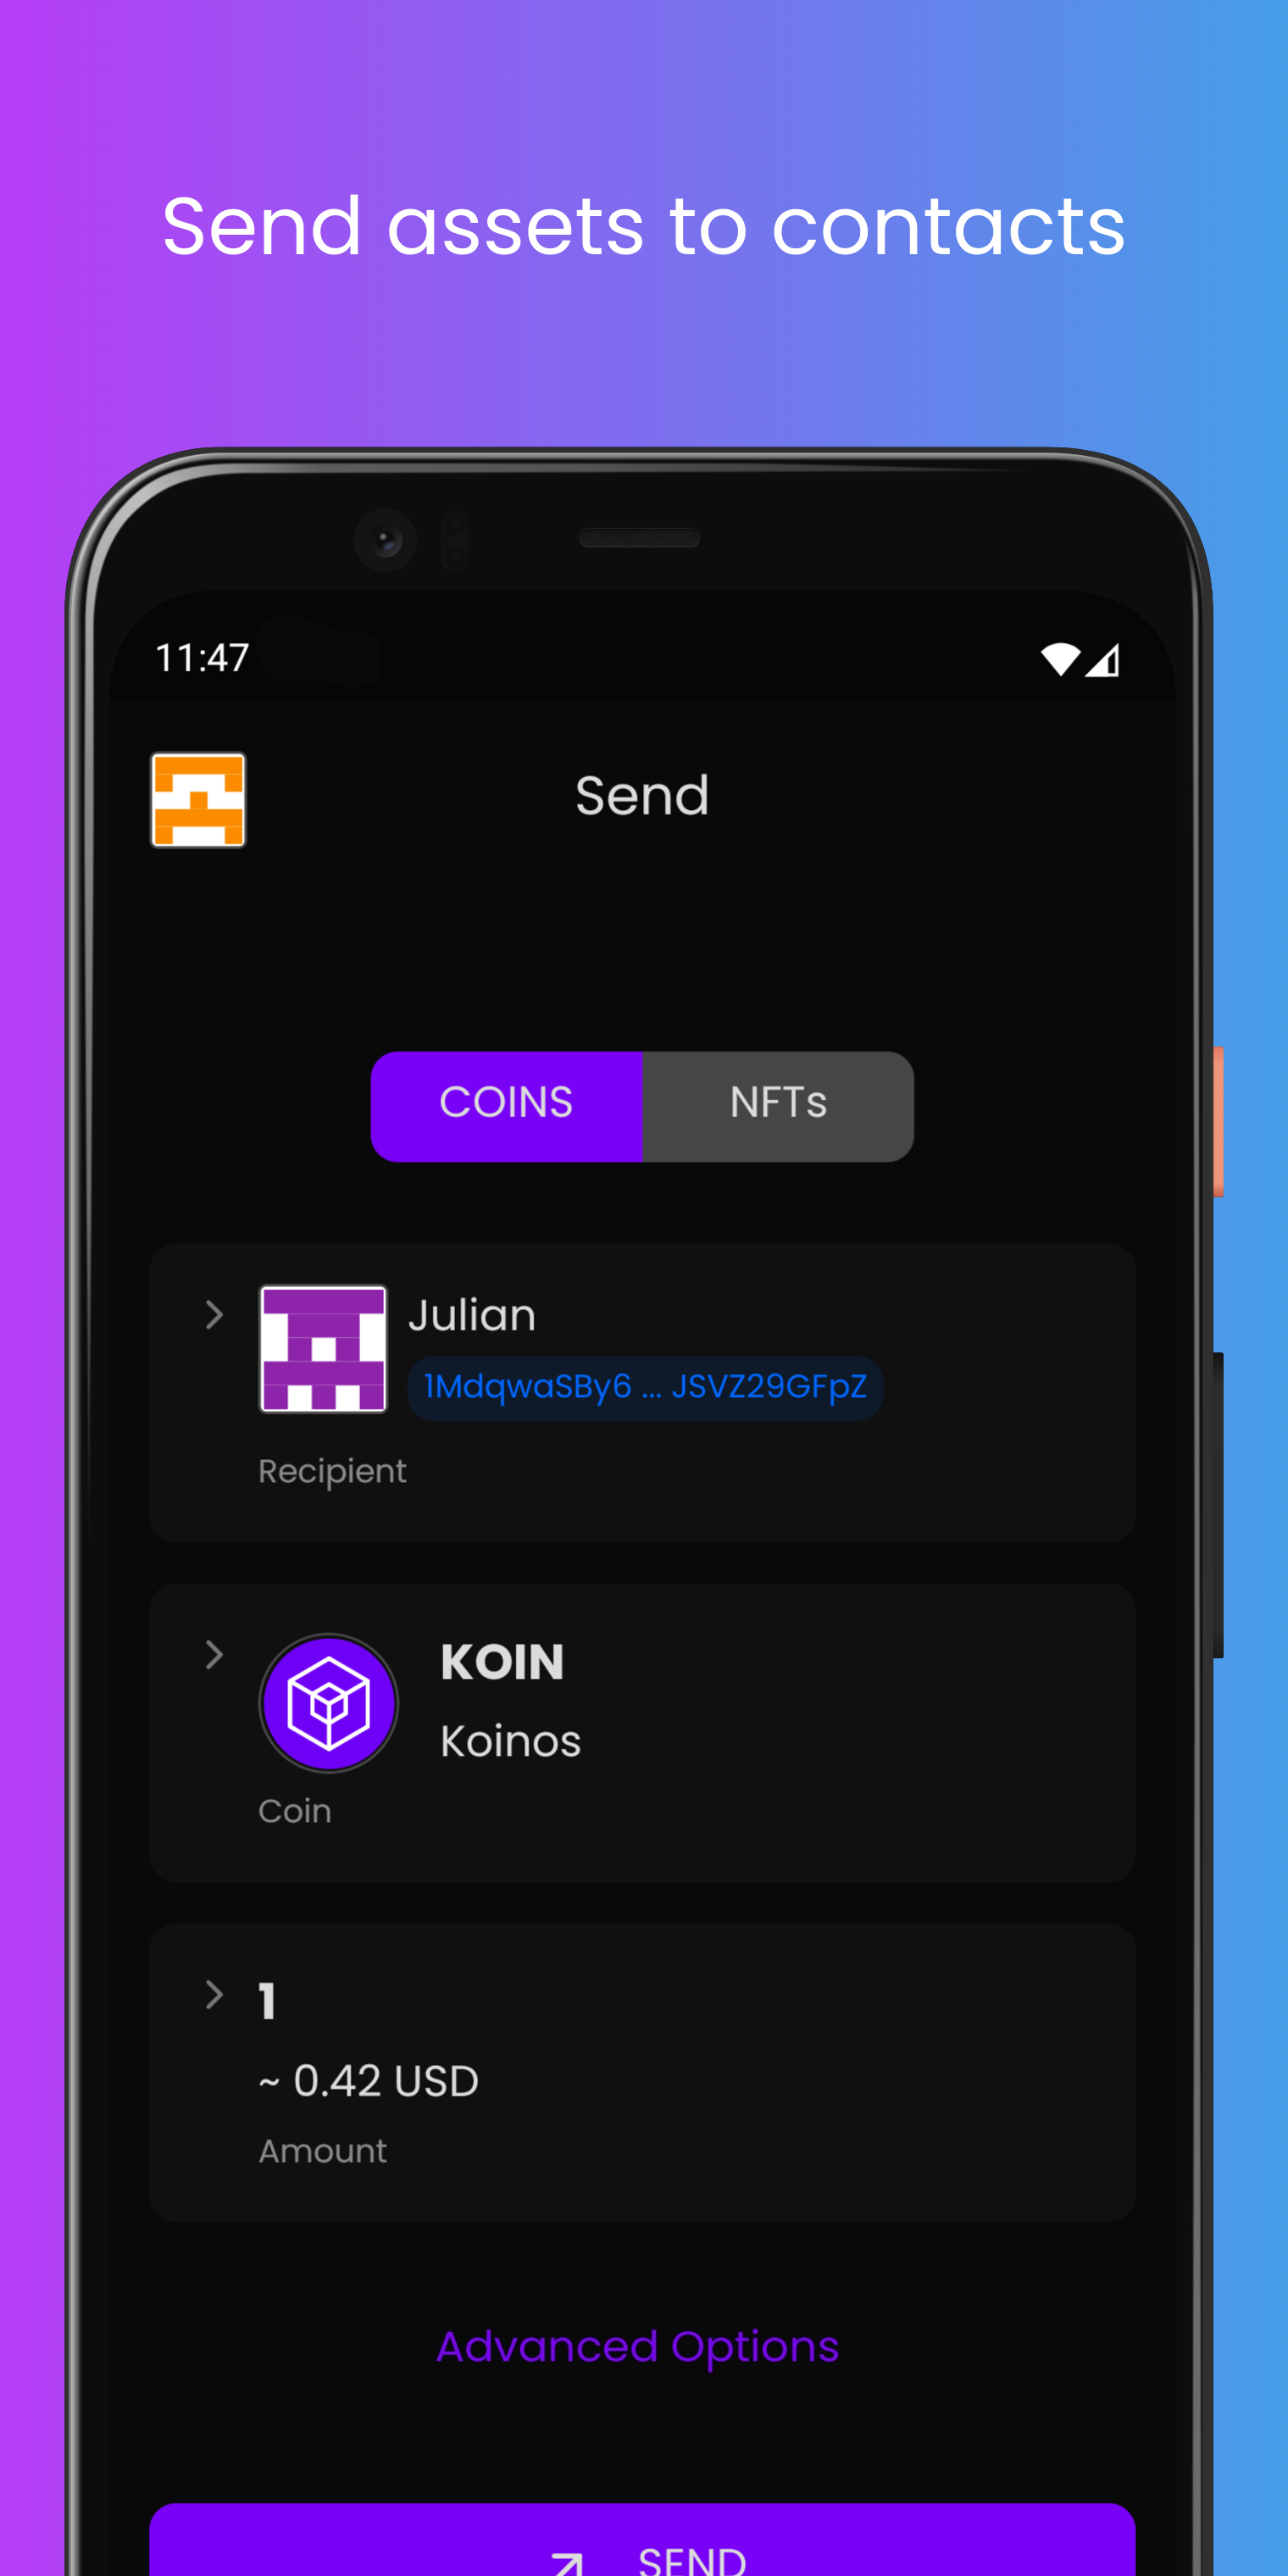 Send assets to contacts
11:47
Send
COINS NFTs
Julian
1MdqwaSBy6 ... JSVZ29GFpZ
Recipient
KOIN
Koinos
Coin
1
~ 0.42 USD
Amount
Advanced Options
SEND